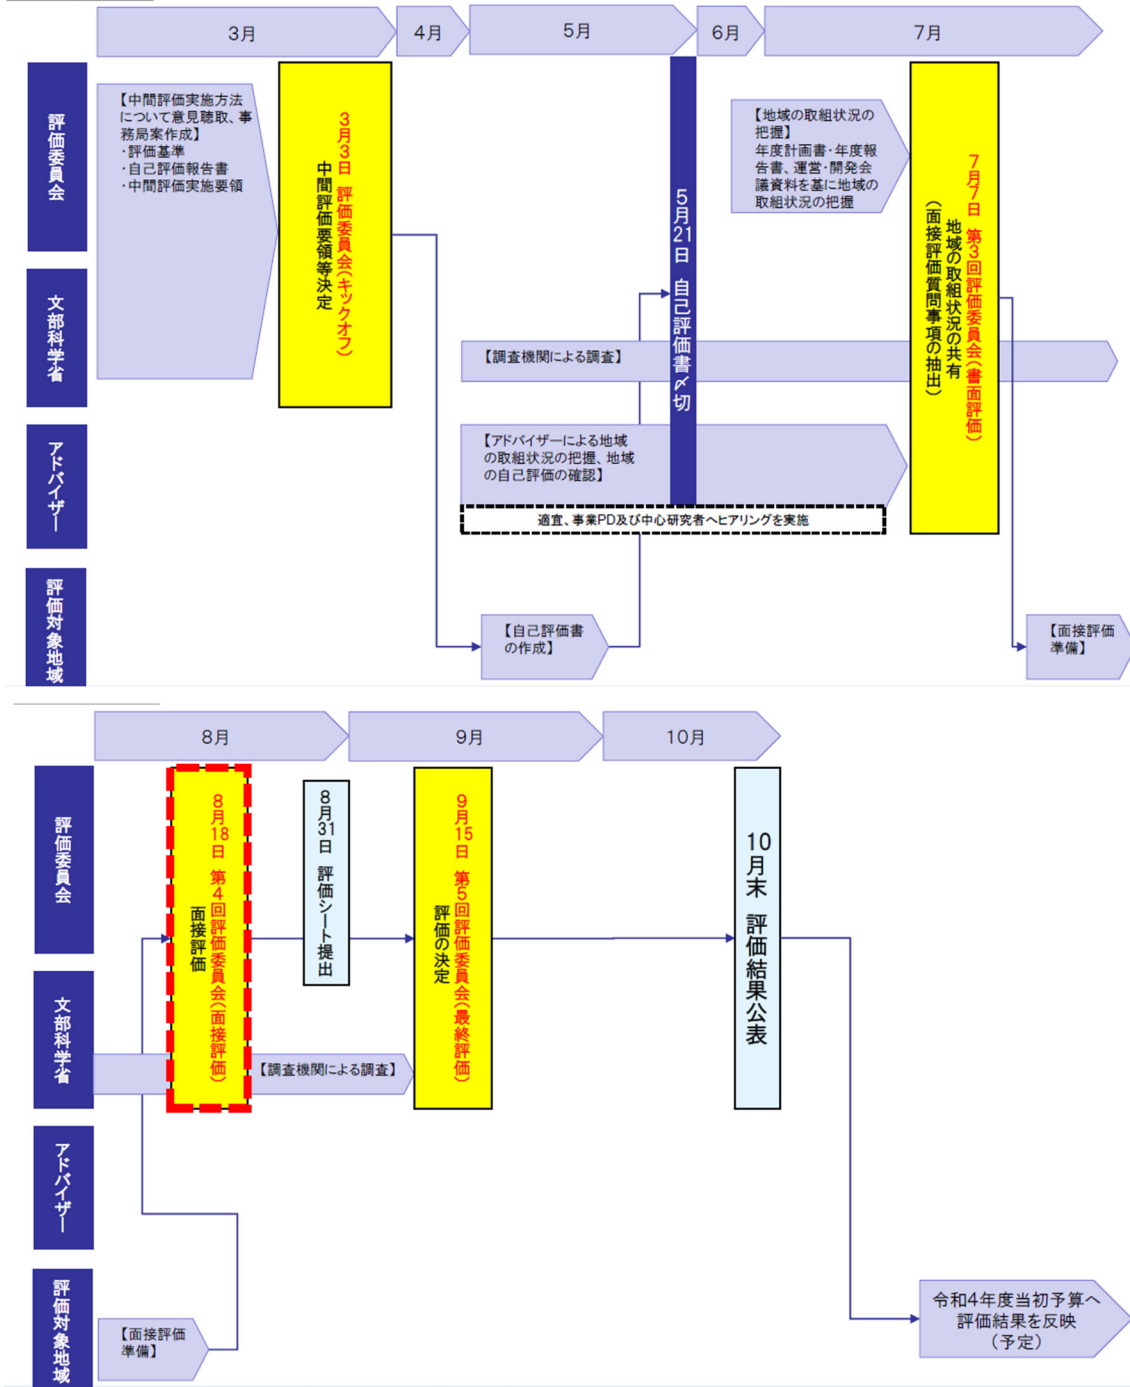 3月
4月
5月
6月
7月
評価委員会
文部科学省
アドバイザー
評価対象地域
【中間評価実施方法
について意見聴取、事
務局案作成】
・評価基準
・自己評価報告書
・中間評価実施要領
3月3日 評価委員会(キックオフ)
中間評価要領等決定
5月21日 自己評価書〆切
【地域の取組状況の
把握】
年度計画書・年度報
告書、運営・開発会
議資料を基に地域の
取組状況の把握
7月7日 第3回評価委員会(書面評価)
地域の取組状況の共有
(面接評価質問事項の抽出)
【調査機関による調査】
【アドバイザーによる地域
の取組状況の把握、地域
の自己評価の確認】
適宜、事業PD及び中心研究者へヒアリングを実施
【自己評価書
の作成】
【面接評価
準備】
8月
9月
10月
評価委員会
文部科学省
アドバイザー
評価対象地域
8月18日 第4回評価委員会(面接評価)
面接評価
8月31日 評価シート提出
9月15日 第5回評価委員会(最終評価)
評価の決定
10月末 評価結果公表
【調査機関による調査】
【面接評価
準備】
令和4年度当初予算へ
評価結果を反映
(予定)